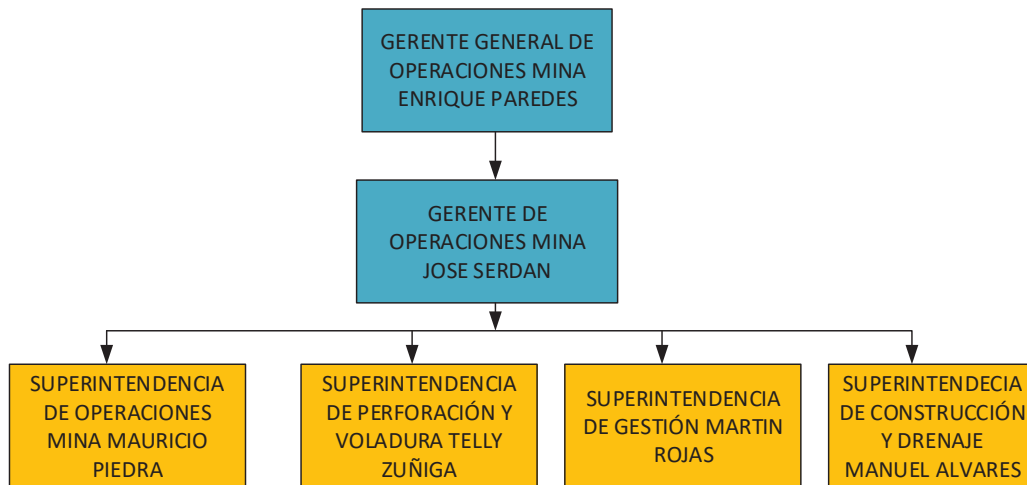 GERENTE GENERAL DE
OPERACIONES MINA
ENRIQUE PAREDES
GERENTE DE
OPERACIONES MINA
JOSE SERDAN
SUPERINTENDENCIA
DE OPERACIONES
MINA MAURICIO
PIEDRA
SUPERINTENDENCIA
DE PERFORACIÓN Y
VOLADURA TELLY
ZUÑIGA
SUPERINTENDENCIA
DE GESTIÓN MARTIN
ROJAS
SUPERINTENDECIA
DE CONSTRUCCIÓN
Y DRENAJE
MANUEL ALVARES